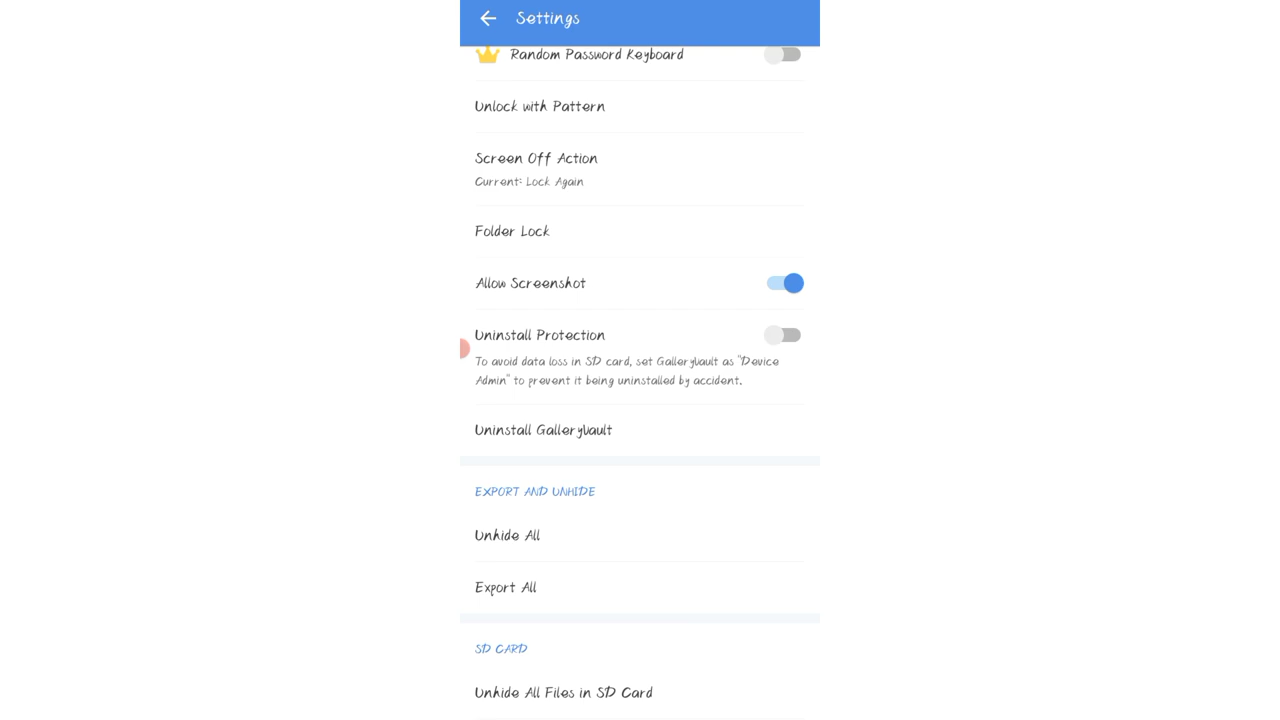 Settings
Random Password Keyboard
Unlock with Pattern
Screen Off Action
Current: Lock Again
Folder Lock
Allow Screenshot
Uninstall Protection
To avoid data loss in SD card, set GalleryVault as "Device
Admin" to prevent it being uninstalled by accident.
Uninstall GalleryVault
EXPORT AND UNHIDE
Unhide All
Export All
SD CARD
Unhide All Files in SD Card